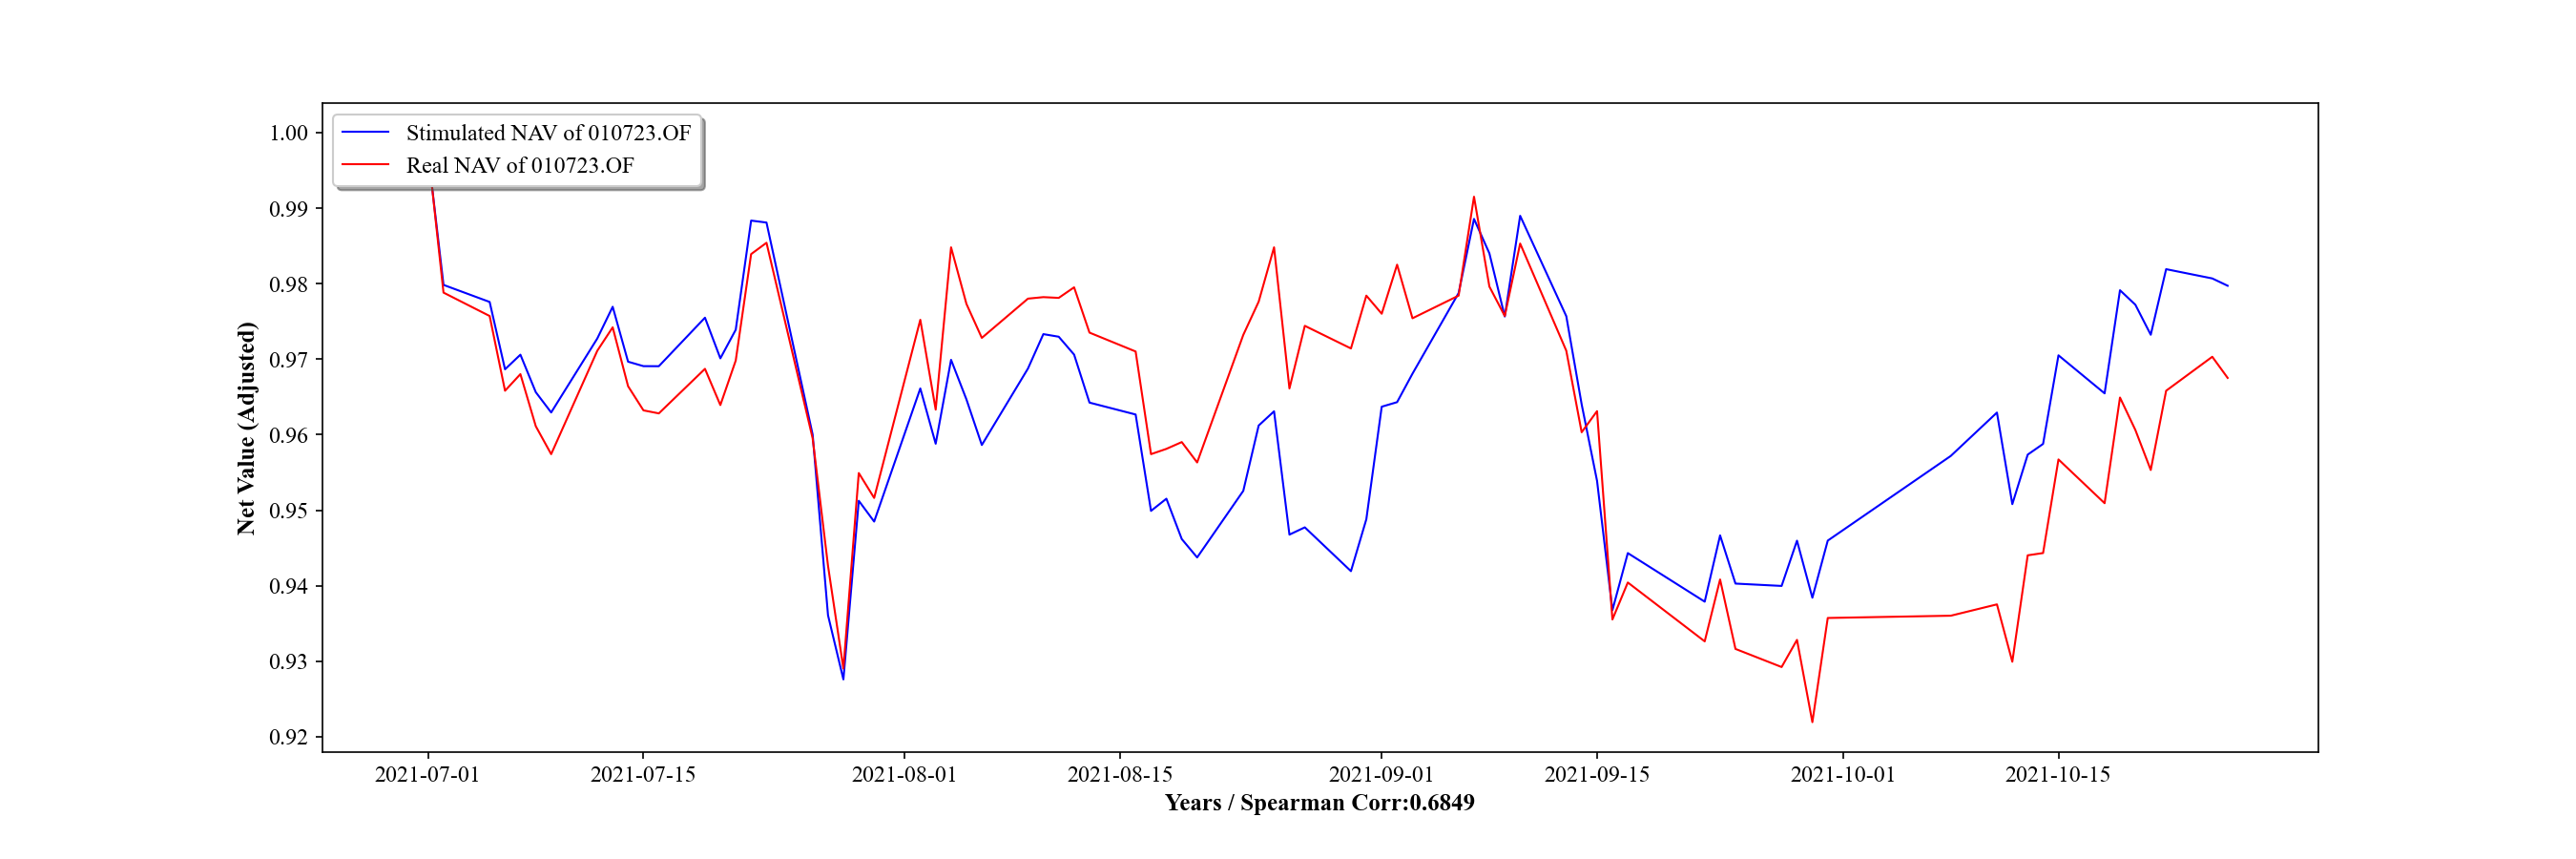 Stimulated NAV of 010723.OF
Real NAV of 010723.OF
Net Value (Adjusted)
1.00
0.99
0.98
0.97
0.96
0.95
0.94
0.93
0.92
2021-07-01 2021-07-15 2021-08-01 2021-08-15 2021-09-01 2021-09-15 2021-10-01 2021-10-15
Years / Spearman Corr:0.6849